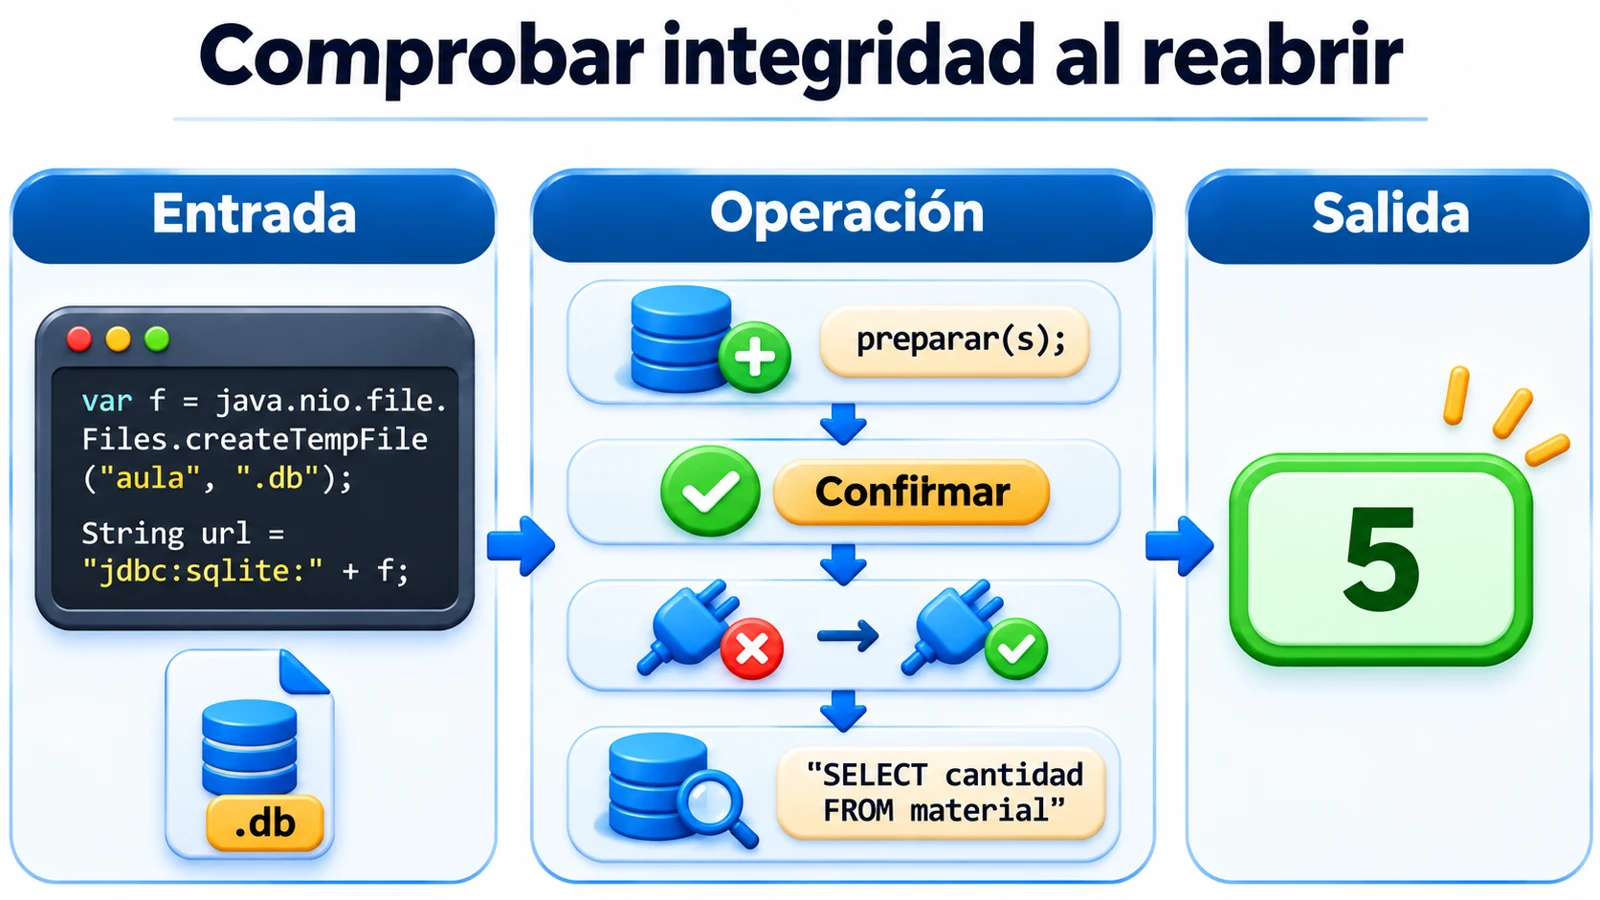 Comprobar integridad al reabrir
Entrada
var f = java.nio.file.
Files.createTempFile
("aula", ".db");
String url =
"jdbc:sqlite:" + f;
.db
Operación
preparar(s);
Confirmar
"SELECT cantidad
FROM material”
Salida
5